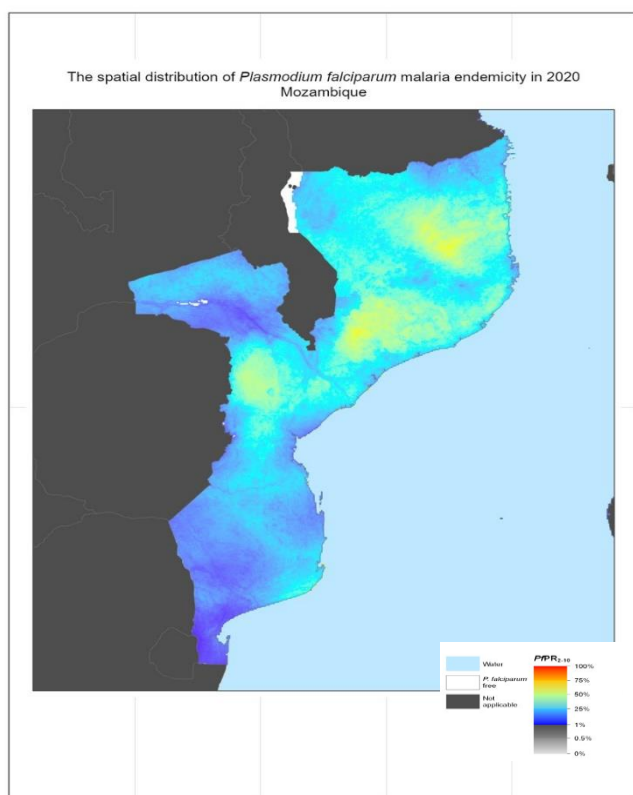 The spatial distribution of Plasmodium falciparum malaria endemicity in 2020
Mozambique
Water
P. falciparum
free
Not
applicable
PfPR2-10
100%
75%
50%
25%
1%
0.5%
0%